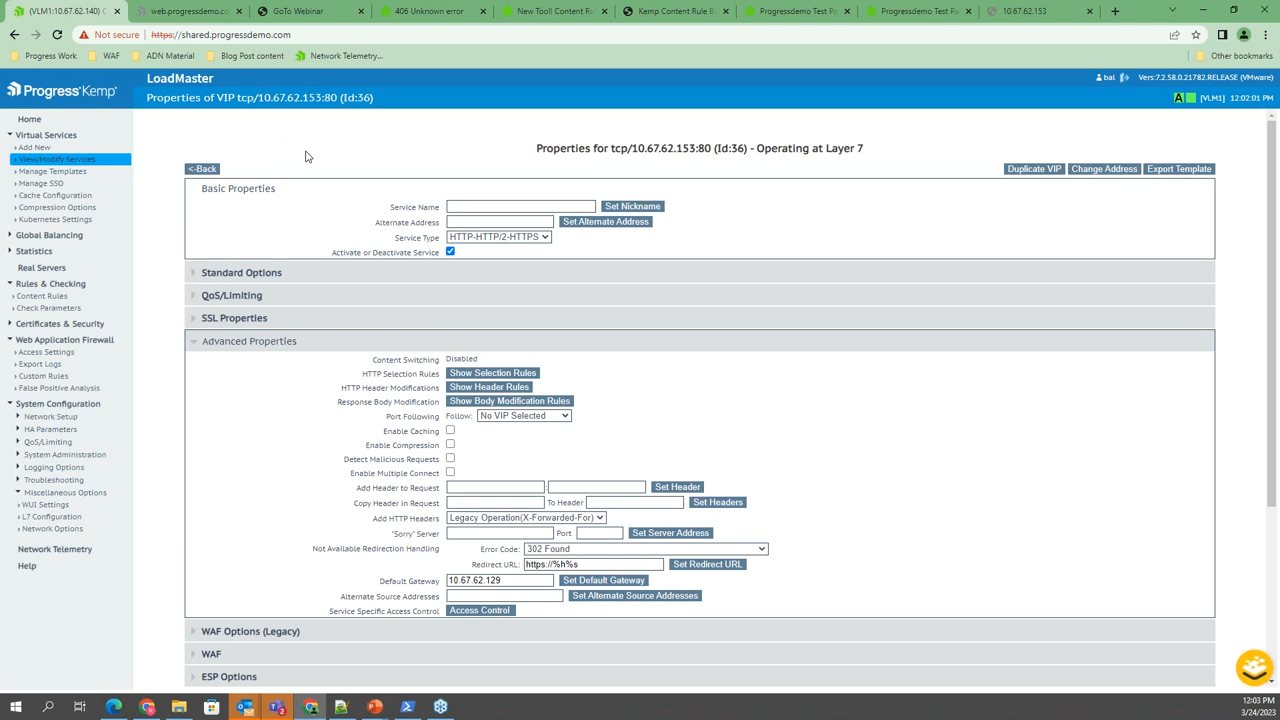 (VLM1:10.67.62.140) C
web.progressdemo.co
GoTo Webinar
406 Unknown error
New Tool! Content Rul
Kemp Content Rule B
Progressdemo Test Pa
Progressdemo Test Pa
10.67.62.153
Not secure https://shared.progressdemo.com
Progress Work WAF ADN Material Blog Post content Network Telemetry... Other bookmarks
Progress Kemp
LoadMaster
bal Vers:7.2.58.0.21782.RELEASE (VMware)
Properties of VIP tcp/10.67.62.153:80 (Id:36)
A [VLM1] 12:02:01 PM
Home
Virtual Services
Add New
View/Modify Services
Manage Templates
Manage SSO
Cache Configuration
Compression Options
Kubernetes Settings
Global Balancing
Statistics
Real Servers
Rules & Checking
Content Rules
Check Parameters
Certificates & Security
Web Application Firewall
Access Settings
Export Logs
Custom Rules
False Positive Analysis
System Configuration
Network Setup
HA Parameters
QoS/Limiting
System Administration
Logging Options
Troubleshooting
Miscellaneous Options
WUI Settings
L7 Configuration
Network Options
Network Telemetry
Help
Properties for tcp/10.67.62.153:80 (Id:36) - Operating at Layer 7
<-Back Duplicate VIP Change Address Export Template
Basic Properties
Service Name Set Nickname
Alternate Address Set Alternate Address
Service Type HTTP-HTTP/2-HTTPS
Activate or Deactivate Service
Standard Options
QoS/Limiting
SSL Properties
Advanced Properties
Content Switching Disabled
HTTP Selection Rules Show Selection Rules
HTTP Header Modifications Show Header Rules
Response Body Modification Show Body Modification Rules
Port Following Follow: No VIP Selected
Enable Caching
Enable Compression
Detect Malicious Requests
Enable Multiple Connect
Add Header to Request : Set Header
Copy Header in Request To Header Set Headers
Add HTTP Headers Legacy Operation(X-Forwarded-For)
"Sorry" Server Port Set Server Address
Not Available Redirection Handling Error Code: 302 Found
Redirect URL: https://%h%s Set Redirect URL
Default Gateway 10.67.62.129 Set Default Gateway
Alternate Source Addresses Set Alternate Source Addresses
Service Specific Access Control Access Control
WAF Options (Legacy)
WAF
ESP Options
12:03 PM
3/24/2023